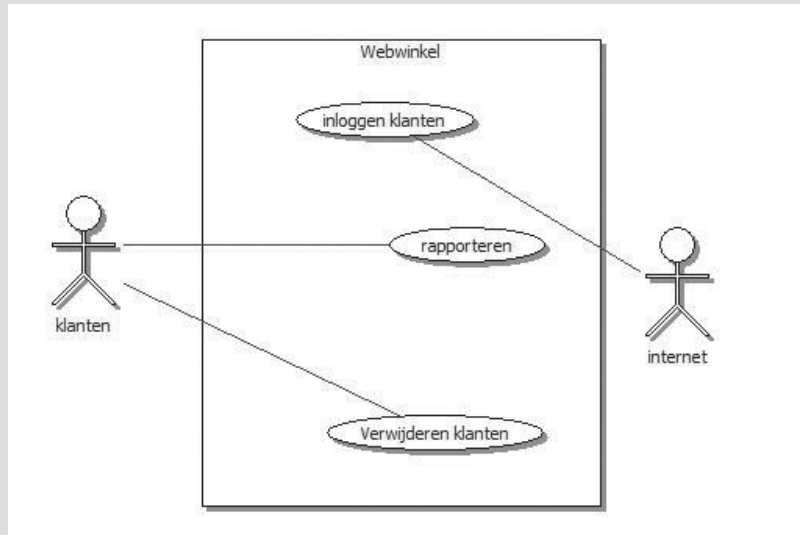 Webwinkel
inloggen klanten
rapporteren
klanten
internet
Verwijderen klanten